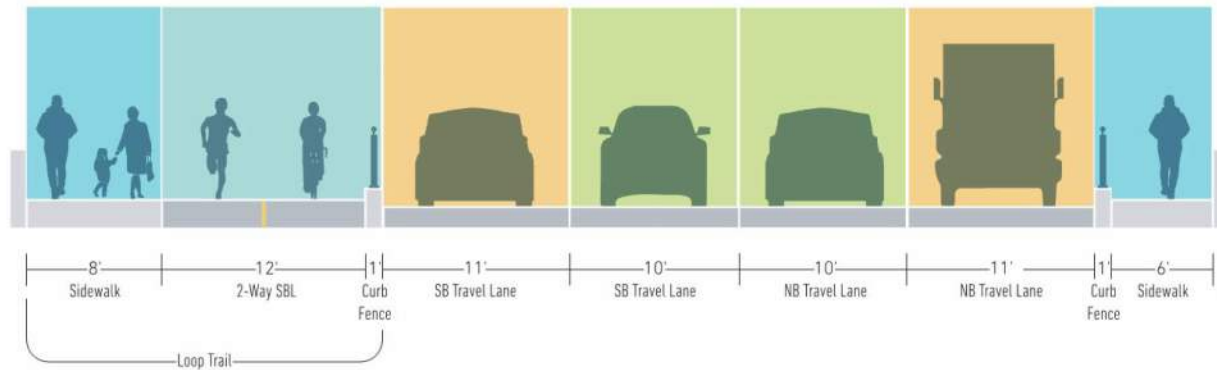 8'
Sidewalk
12'
2-Way SBL
1'
Curb
Fence
11'
SB Travel Lane
10'
SB Travel Lane
10'
NB Travel Lane
11'
NB Travel Lane
1'
Curb
Fence
6'
Sidewalk
Loop Trail